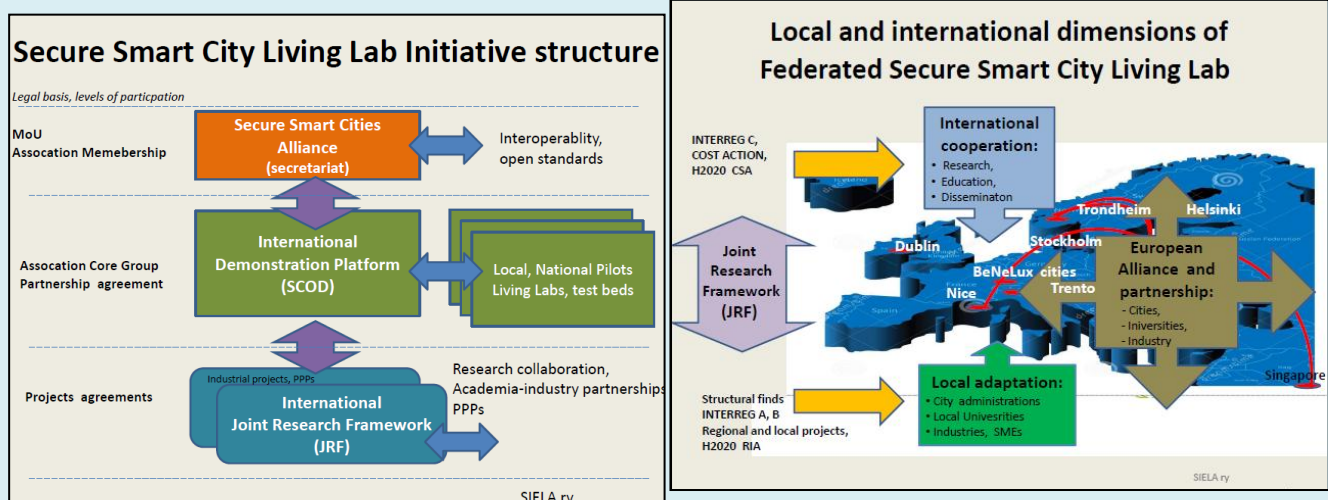 Secure Smart City Living Lab Initiative structure
Legal basis, levels of particpation
MoU
Assocation Memebership
Secure Smart Cities
Alliance
(secretariat)
Interoperablity,
open standards
Assocation Core Group
Partnership agreement
International
Demonstration Platform
(SCOD)
Local, National Pilots
Living Labs, test beds
Projects agreements
Industrial projects, PPPs
International
Joint Research Framework
(JRF)
Research collaboration,
Academia-industry partnerships
PPPs
SIELA ry
Local and international dimensions of
Federated Secure Smart City Living Lab
INTERREG C,
COST ACTION,
H2020 CSA
International
cooperation:
• Research,
• Education,
• Disseminaton
Joint
Research
Framework
(JRF)
Trondheim
Helsinki
Dublin
Stockholm
BeNeLux cities
Nice
Trento
Spain
European
Alliance and
partnership:
- Cities,
- Iniversities,
- Industry
Singapore
Structural finds
INTERREG A, B
Regional and local projects,
H2020 RIA
Local adaptation:
• City administrations
• Local Univesrities
• Industries, SMEs
SIELA ry